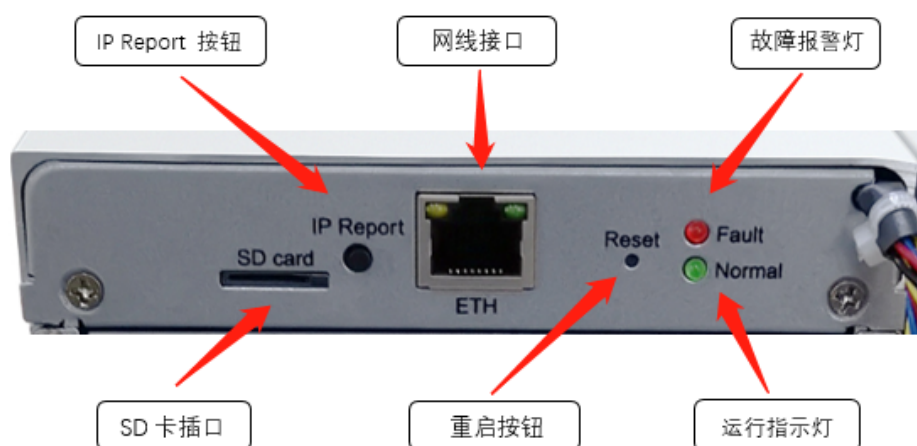 IP Report 按钮
网线接口
故障报警灯
IP Report
SD card
ETH
Reset
Fault
Normal
SD 卡插口
重启按钮
运行指示灯